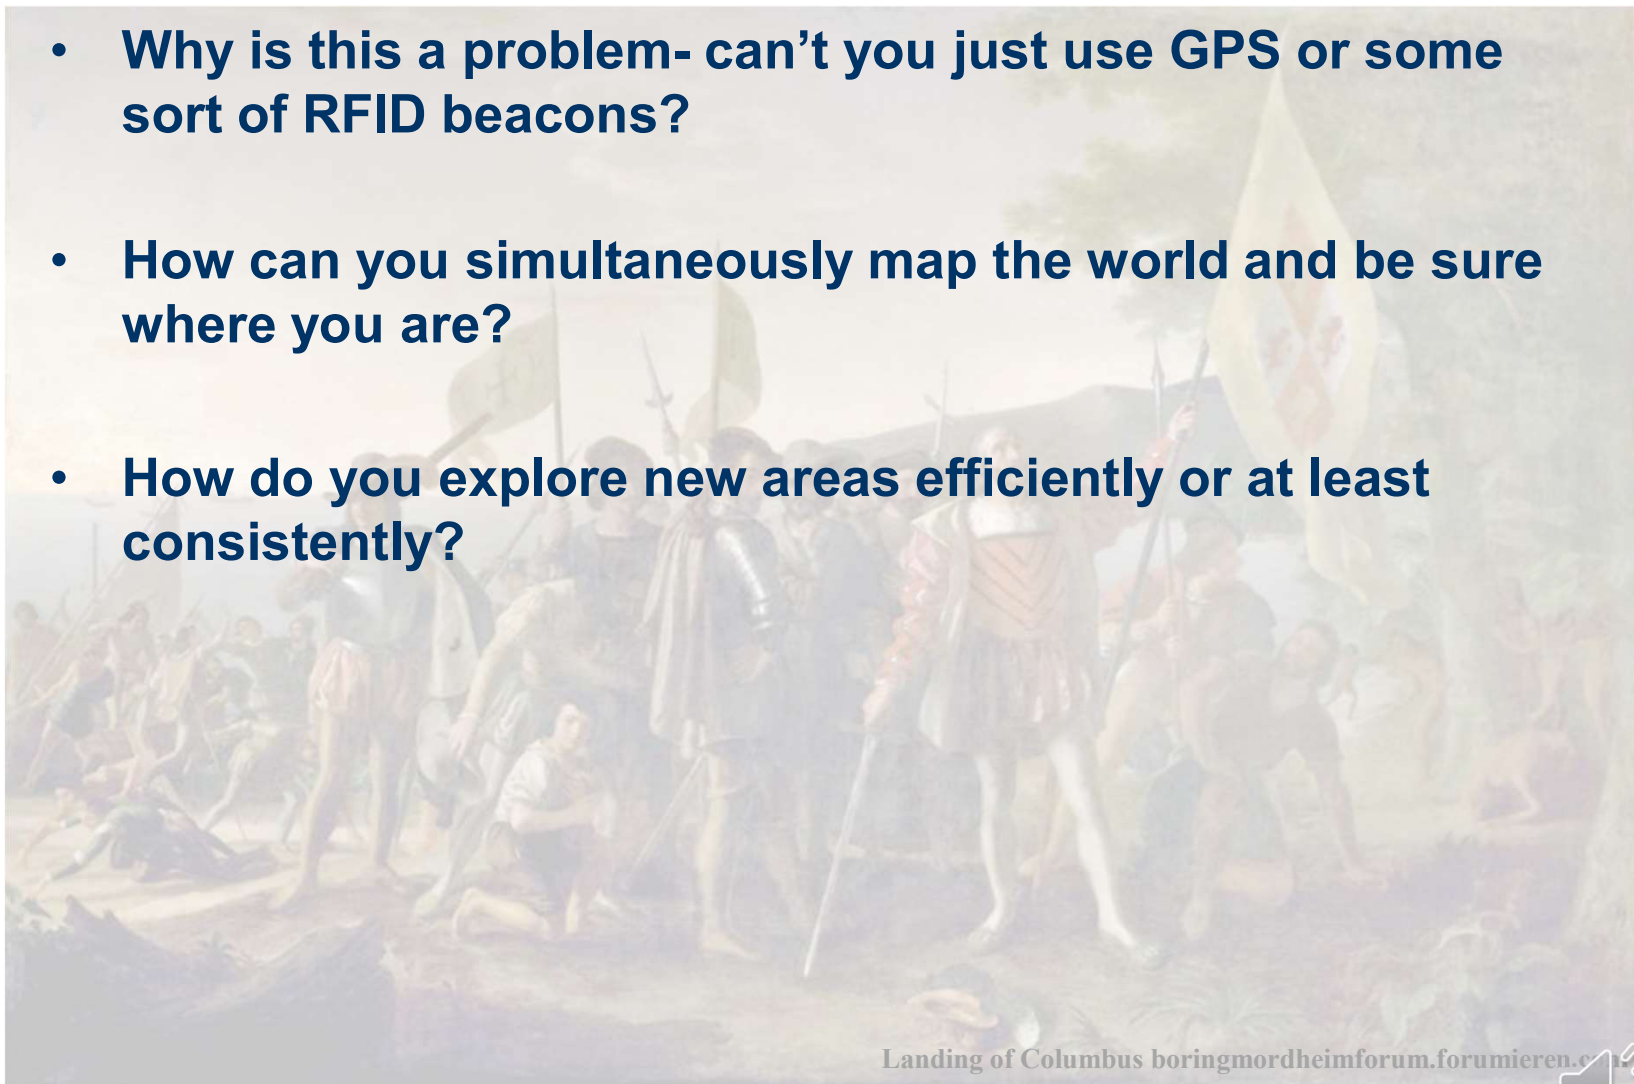 • Why is this a problem- can’t you just use GPS or some
sort of RFID beacons?
• How can you simultaneously map the world and be sure
where you are?
• How do you explore new areas efficiently or at least
consistently?
Landing of Columbus